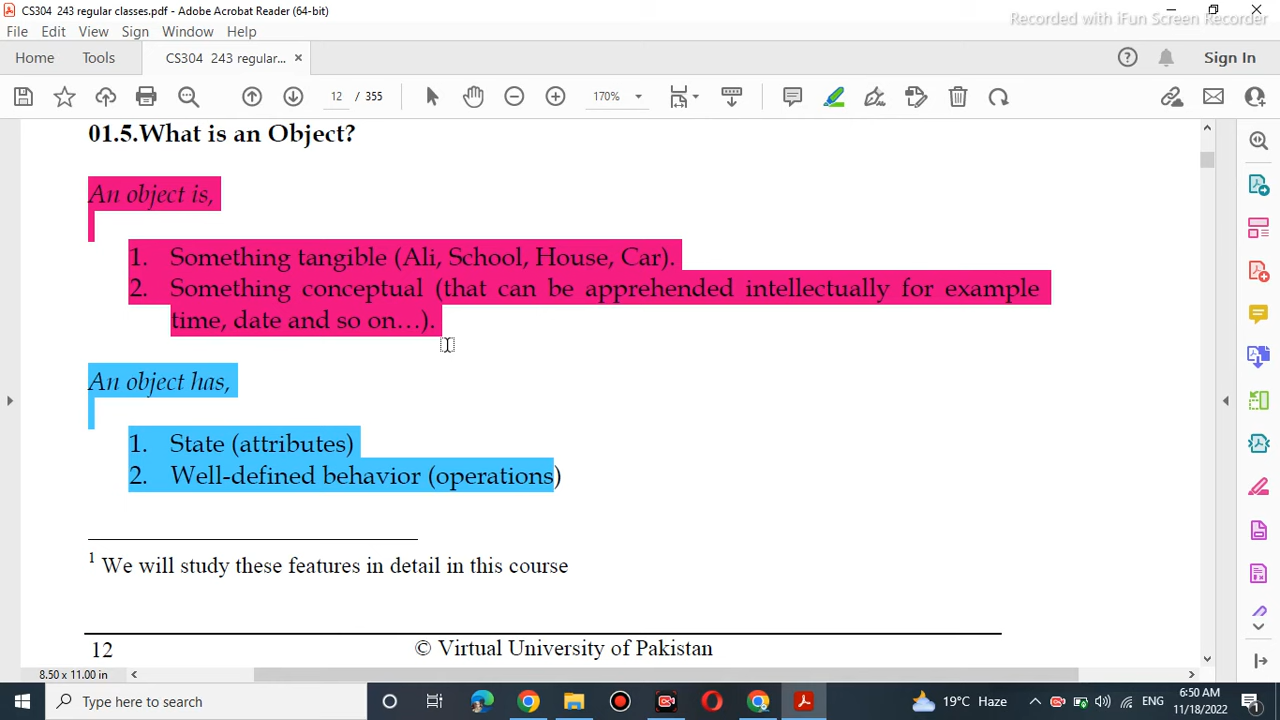 CS304 243 regular classes.pdf - Adobe Acrobat Reader (64-bit)
Recorded with iFun Screen Recorder
File Edit View Sign Window Help
Home Tools CS304 243 regular... × Sign In
12 / 355 170%
01.5.What is an Object?
An object is,
1. Something tangible (Ali, School, House, Car).
2. Something conceptual (that can be apprehended intellectually for example
time, date and so on…).
An object has,
1. State (attributes)
2. Well-defined behavior (operations)
1 We will study these features in detail in this course
12 © Virtual University of Pakistan
8.50 x 11.00 in
Type here to search 19°C Haze ENG 6:50 AM
11/18/2022 1